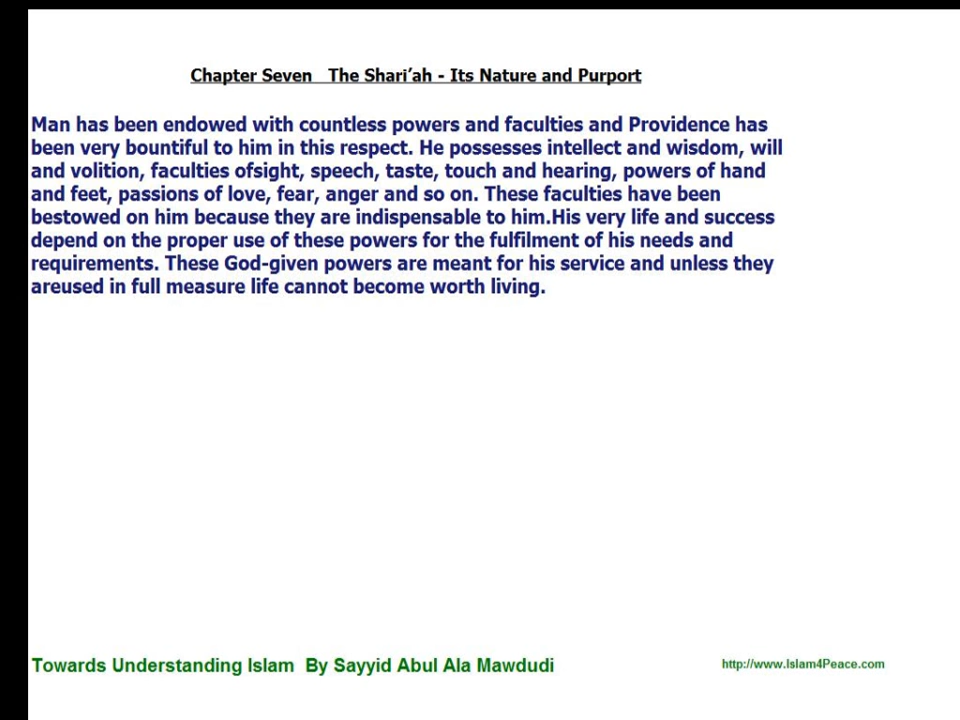 Chapter Seven   The Shari’ah - Its Nature and Purport
Man has been endowed with countless powers and faculties and Providence has
been very bountiful to him in this respect. He possesses intellect and wisdom, will
and volition, faculties ofsight, speech, taste, touch and hearing, powers of hand
and feet, passions of love, fear, anger and so on. These faculties have been
bestowed on him because they are indispensable to him.His very life and success
depend on the proper use of these powers for the fulfilment of his needs and
requirements. These God-given powers are meant for his service and unless they
areused in full measure life cannot become worth living.
Towards Understanding Islam  By Sayyid Abul Ala Mawdudi
http://www.Islam4Peace.com